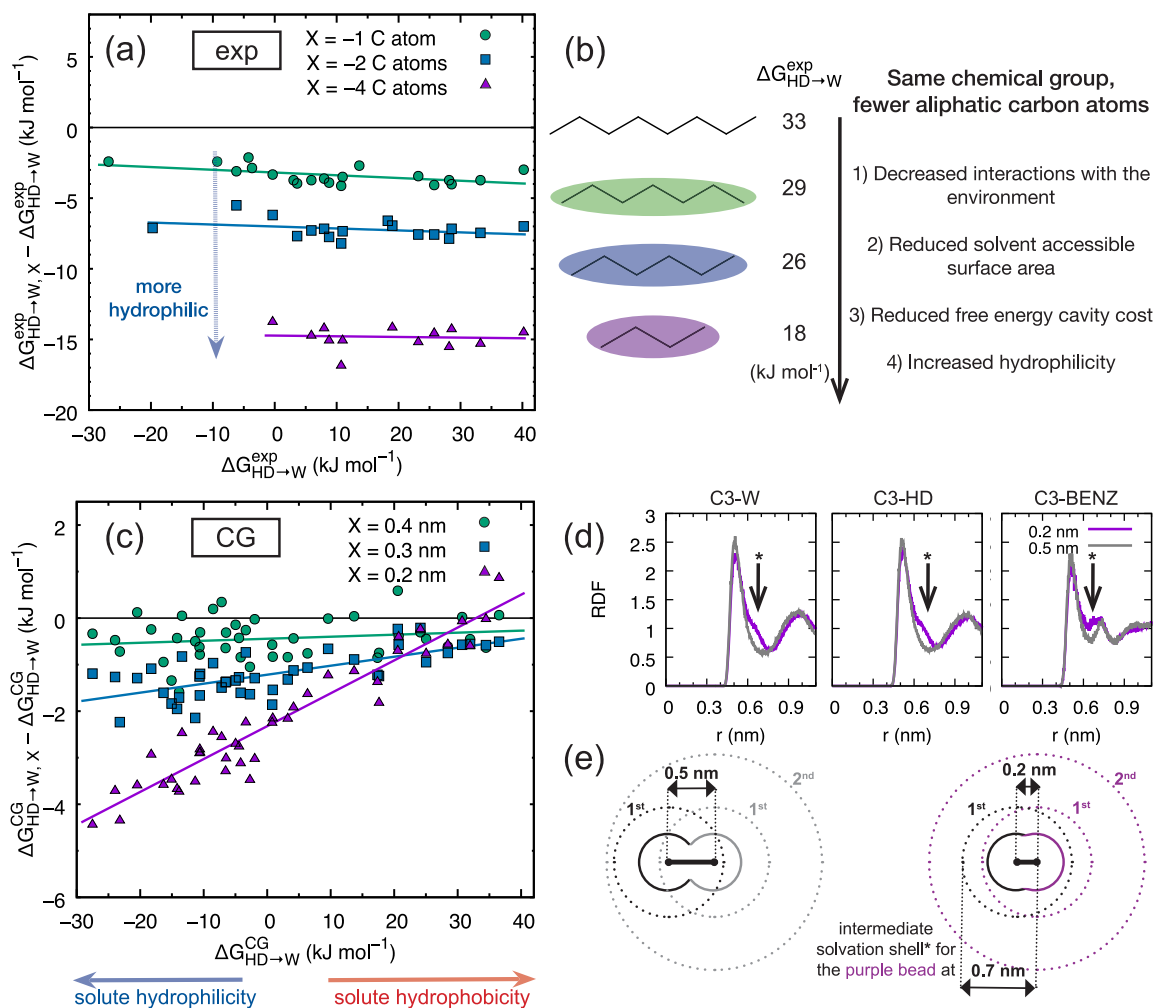 (a)
exp
X = −1 C atom
X = −2 C atoms
X = −4 C atoms
ΔG^exp_HD→W, X − ΔG^exp_HD→W (kJ mol⁻¹)
5
0
−5
−10
−15
−20
more
hydrophilic
−30 −20 −10 0 10 20 30 40
ΔG^exp_HD→W (kJ mol⁻¹)
(b)
ΔG^exp_HD→W
33
29
26
18
(kJ mol⁻¹)
Same chemical group,
fewer aliphatic carbon atoms
1) Decreased interactions with the
environment
2) Reduced solvent accessible
surface area
3) Reduced free energy cavity cost
4) Increased hydrophilicity
(c)
CG
X = 0.4 nm
X = 0.3 nm
X = 0.2 nm
ΔG^CG_HD→W, X − ΔG^CG_HD→W (kJ mol⁻¹)
2
0
−2
−4
−6
−30 −20 −10 0 10 20 30 40
ΔG^CG_HD→W (kJ mol⁻¹)
solute hydrophilicity
solute hydrophobicity
(d)
C3-W
C3-HD
C3-BENZ
RDF
3
2.5
2
1.5
1
0.5
0
*
*
*
0.2 nm
0.5 nm
0 0.3 0.6 0.9
0 0.3 0.6 0.9
0 0.3 0.6 0.9
r (nm)
r (nm)
r (nm)
(e)
0.5 nm
1st
1st
2nd
0.2 nm
1st
1st
2nd
intermediate
solvation shell* for
the purple bead at
0.7 nm